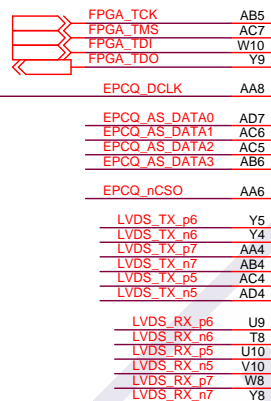 FPGA_TCK AB5
FPGA_TMS AC7
FPGA_TDI W10
FPGA_TDO Y9
EPCQ_DCLK AA8
EPCQ_AS_DATA0 AD7
EPCQ_AS_DATA1 AC6
EPCQ_AS_DATA2 AC5
EPCQ_AS_DATA3 AB6
EPCQ_nCSO AA6
LVDS_TX_p6 Y5
LVDS_TX_n6 Y4
LVDS_TX_p7 AA4
LVDS_TX_n7 AB4
LVDS_TX_p5 AC4
LVDS_TX_n5 AD4
LVDS_RX_p6 U9
LVDS_RX_n6 T8
LVDS_RX_p5 U10
LVDS_RX_n5 V10
LVDS_RX_p7 W8
LVDS_RX_n7 Y8